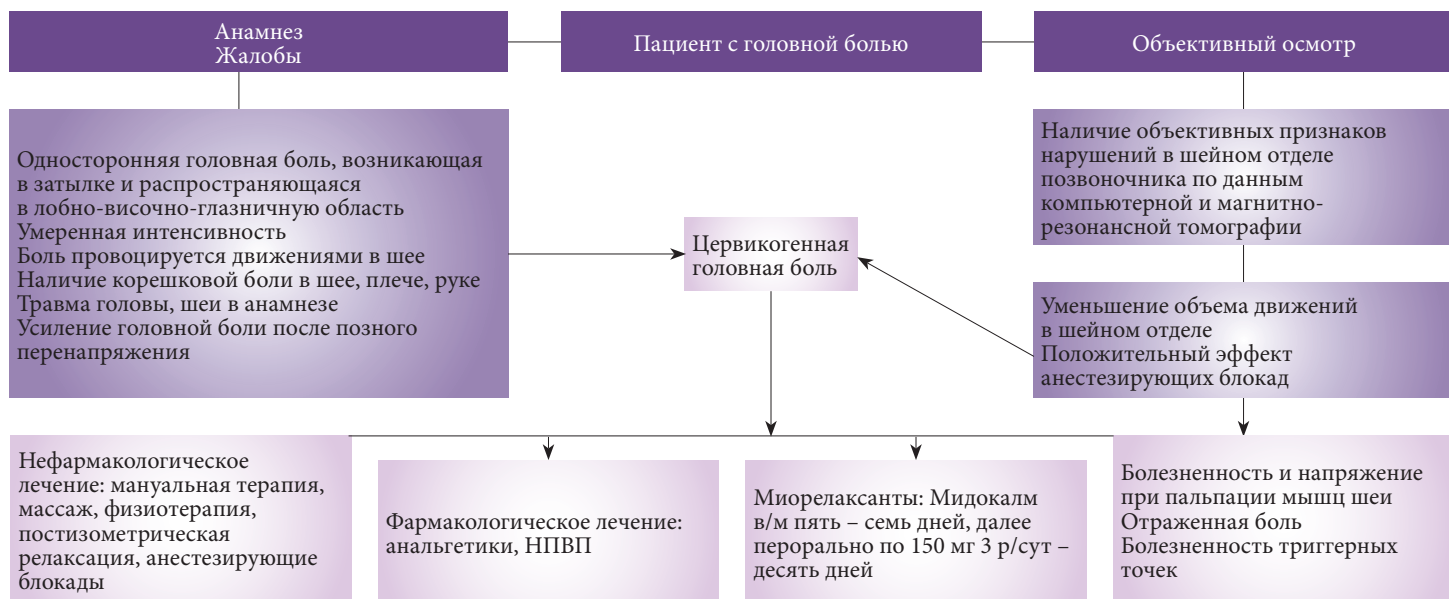 Анамнез
Жалобы
Пациент с головной болью
Объективный осмотр
Односторонняя головная боль, возникающая
в затылке и распространяющаяся
в лобно-височно-глазничную область
Умеренная интенсивность
Боль провоцируется движениями в шее
Наличие корешковой боли в шее, плече, руке
Травма головы, шеи в анамнезе
Усиление головной боли после позного
перенапряжения
Цервикогенная
головная боль
Наличие объективных признаков
нарушений в шейном отделе
позвоночника по данным
компьютерной и магнитно-
резонансной томографии
Уменьшение объема движений
в шейном отделе
Положительный эффект
анестезирующих блокад
Нефармакологическое
лечение: мануальная терапия,
массаж, физиотерапия,
постизометрическая
релаксация, анестезирующие
блокады
Фармакологическое лечение:
анальгетики, НПВП
Миорелаксанты: Мидокалм
в/м пять – семь дней, далее
перорально по 150 мг 3 р/сут –
десять дней
Болезненность и напряжение
при пальпации мышц шеи
Отраженная боль
Болезненность триггерных
точек